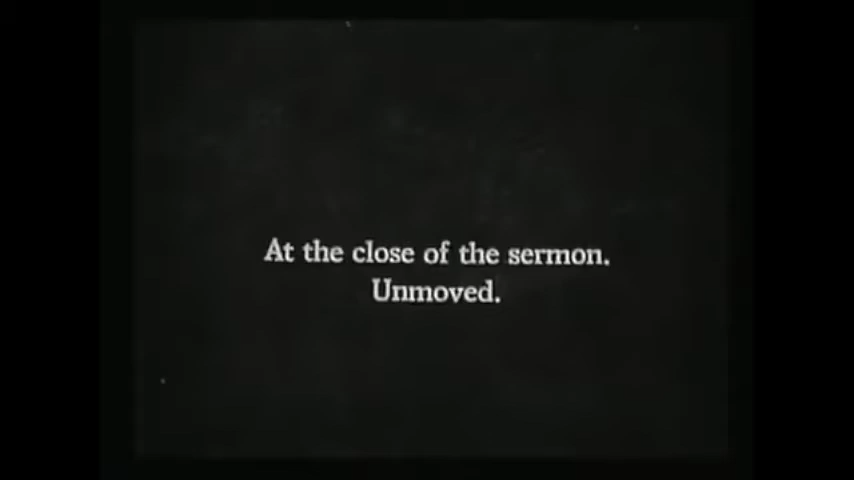 At the close of the sermon.
Unmoved.